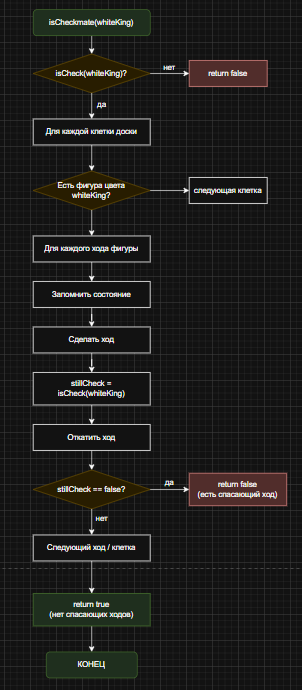 isCheckmate(whiteKing)
isCheck(whiteKing)?
нет
return false
да
Для каждой клетки доски
Есть фигура цвета
whiteKing?
следующая клетка
Для каждого хода фигуры
Запомнить состояние
Сделать ход
stillCheck =
isCheck(whiteKing)
Откатить ход
stillCheck == false?
да
return false
(есть спасающий ход)
нет
Следующий ход / клетка
return true
(нет спасающих ходов)
КОНЕЦ